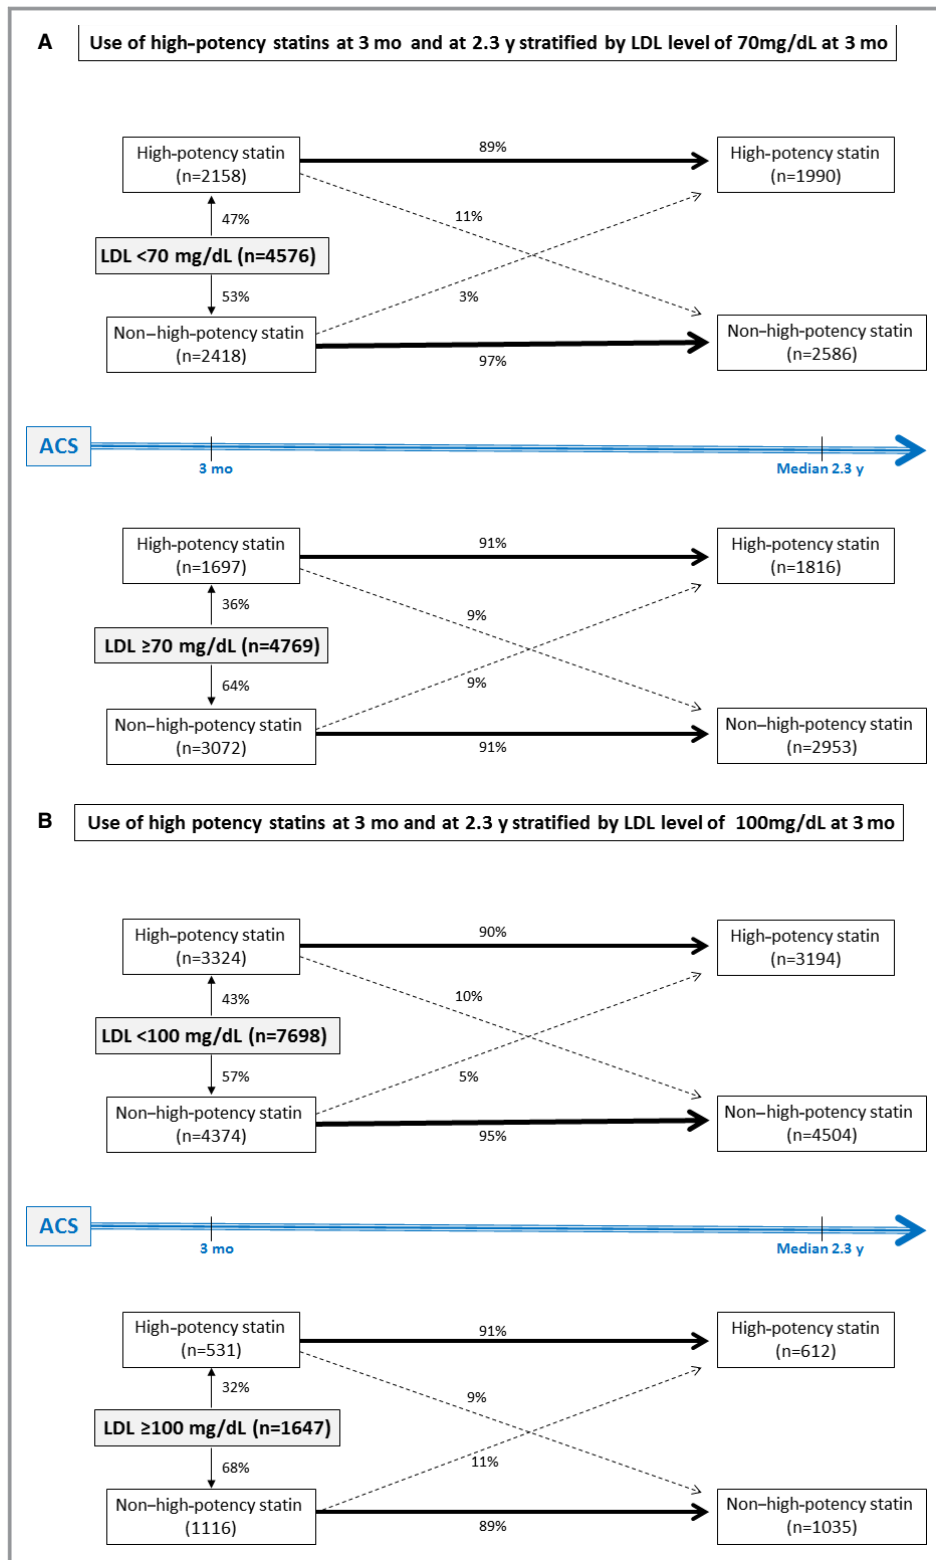 A
Use of high-potency statins at 3 mo and at 2.3 y stratified by LDL level of 70mg/dL at 3 mo
High-potency statin
(n=2158)
89%
High-potency statin
(n=1990)
47%
11%
LDL <70 mg/dL (n=4576)
53%
3%
Non-high-potency statin
(n=2418)
97%
Non-high-potency statin
(n=2586)
ACS
3 mo
Median 2.3 y
High-potency statin
(n=1697)
91%
High-potency statin
(n=1816)
36%
9%
LDL ≥70 mg/dL (n=4769)
64%
9%
Non-high-potency statin
(n=3072)
91%
Non-high-potency statin
(n=2953)
B
Use of high potency statins at 3 mo and at 2.3 y stratified by LDL level of 100mg/dL at 3 mo
High-potency statin
(n=3324)
90%
High-potency statin
(n=3194)
43%
10%
LDL <100 mg/dL (n=7698)
57%
5%
Non-high-potency statin
(n=4374)
95%
Non-high-potency statin
(n=4504)
ACS
3 mo
Median 2.3 y
High-potency statin
(n=531)
91%
High-potency statin
(n=612)
32%
9%
LDL ≥100 mg/dL (n=1647)
68%
11%
Non-high-potency statin
(1116)
89%
Non-high-potency statin
(n=1035)